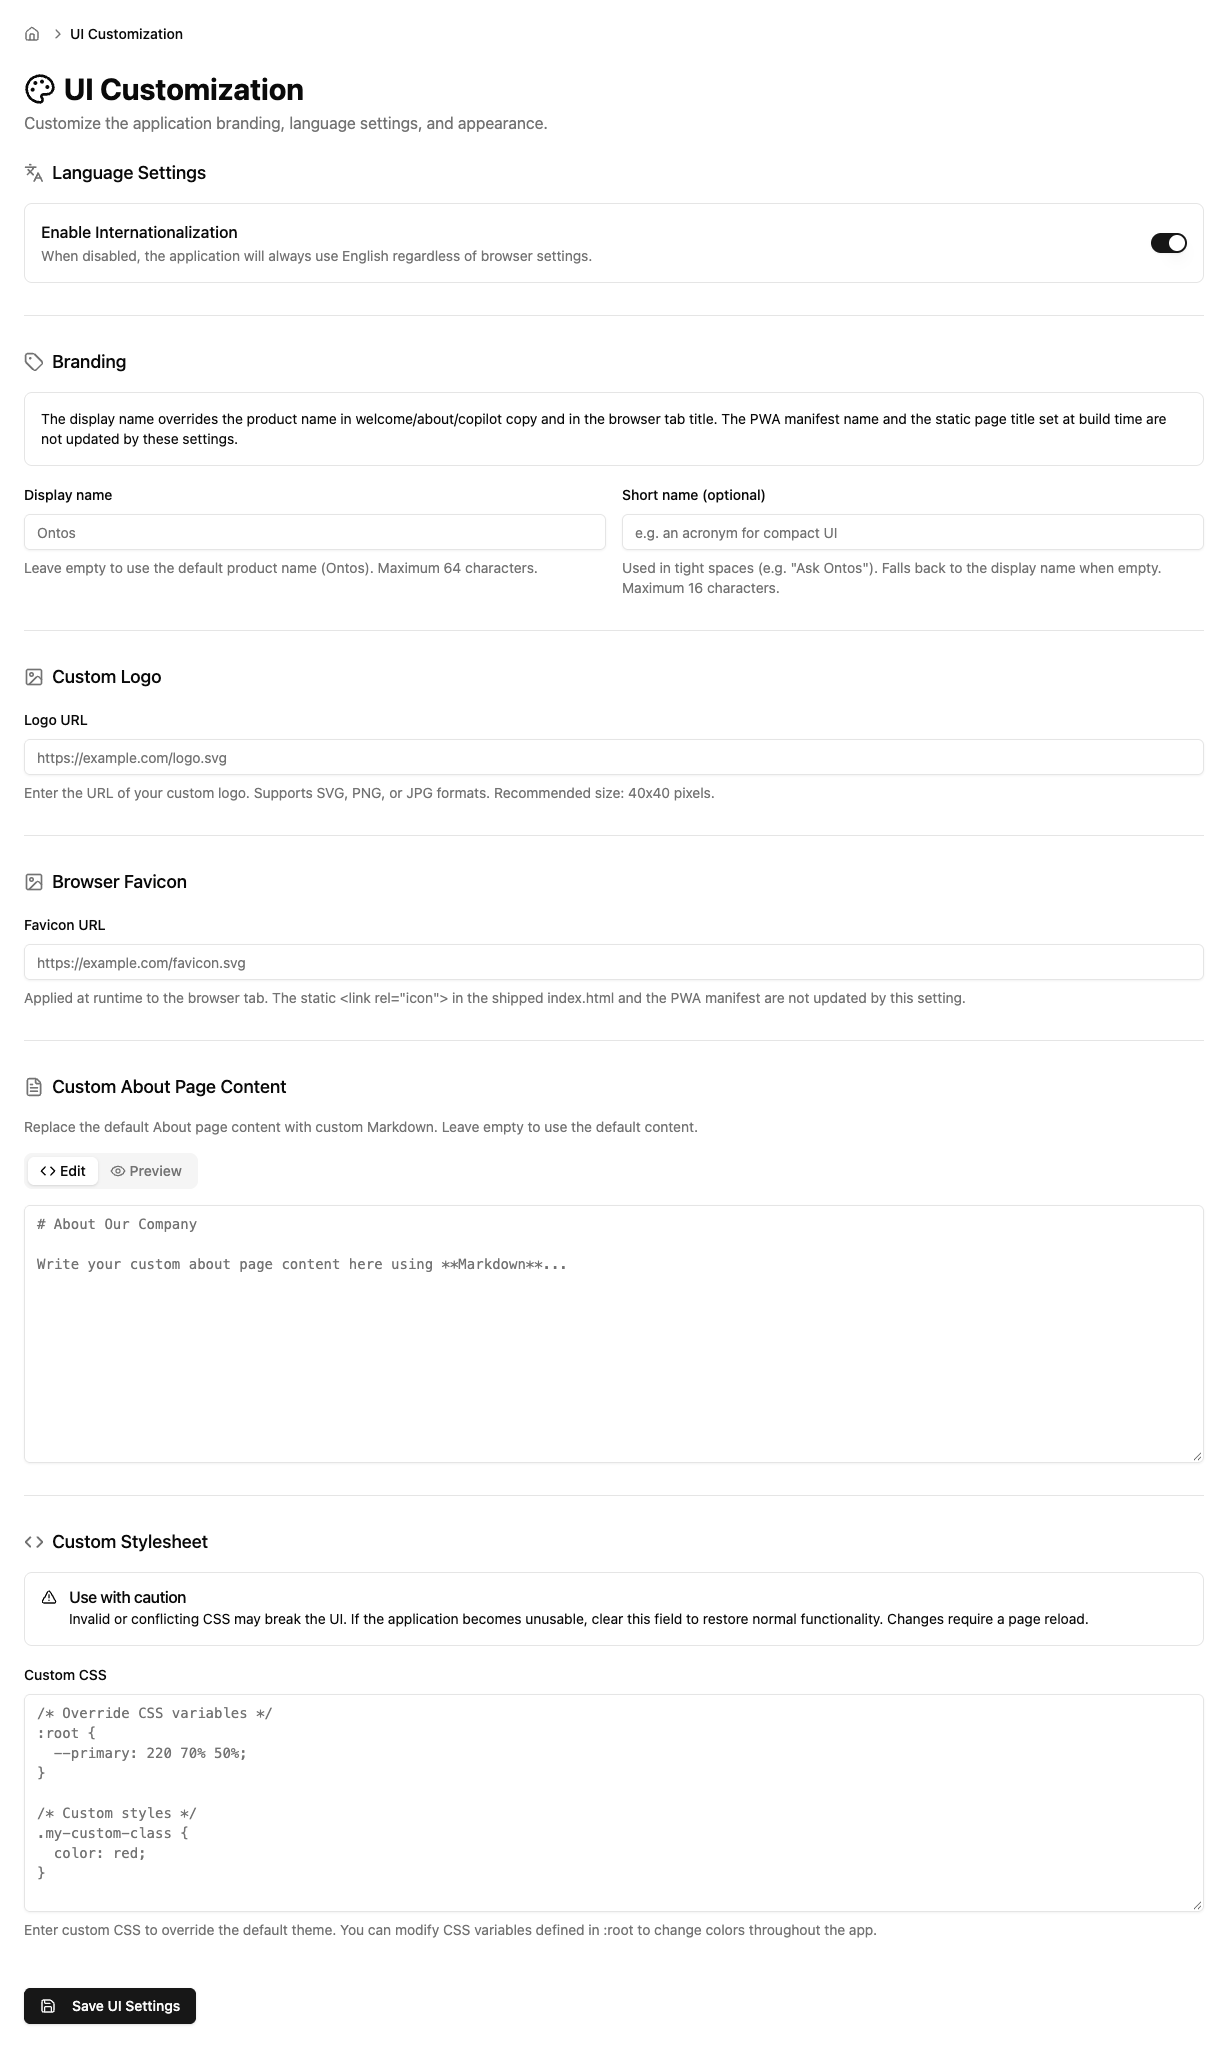 UI Customization
UI Customization
Customize the application branding, language settings, and appearance.
Language Settings
Enable Internationalization
When disabled, the application will always use English regardless of browser settings.
Branding
The display name overrides the product name in welcome/about/copilot copy and in the browser tab title. The PWA manifest name and the static page title set at build time are
not updated by these settings.
Display name
Ontos
Leave empty to use the default product name (Ontos). Maximum 64 characters.
Short name (optional)
e.g. an acronym for compact UI
Used in tight spaces (e.g. "Ask Ontos"). Falls back to the display name when empty.
Maximum 16 characters.
Custom Logo
Logo URL
https://example.com/logo.svg
Enter the URL of your custom logo. Supports SVG, PNG, or JPG formats. Recommended size: 40x40 pixels.
Browser Favicon
Favicon URL
https://example.com/favicon.svg
Applied at runtime to the browser tab. The static <link rel="icon"> in the shipped index.html and the PWA manifest are not updated by this setting.
Custom About Page Content
Replace the default About page content with custom Markdown. Leave empty to use the default content.
Edit
Preview
# About Our Company
Write your custom about page content here using **Markdown**...
Custom Stylesheet
Use with caution
Invalid or conflicting CSS may break the UI. If the application becomes unusable, clear this field to restore normal functionality. Changes require a page reload.
Custom CSS
/* Override CSS variables */
:root {
  --primary: 220 70% 50%;
}
/* Custom styles */
.my-custom-class {
  color: red;
}
Enter custom CSS to override the default theme. You can modify CSS variables defined in :root to change colors throughout the app.
Save UI Settings